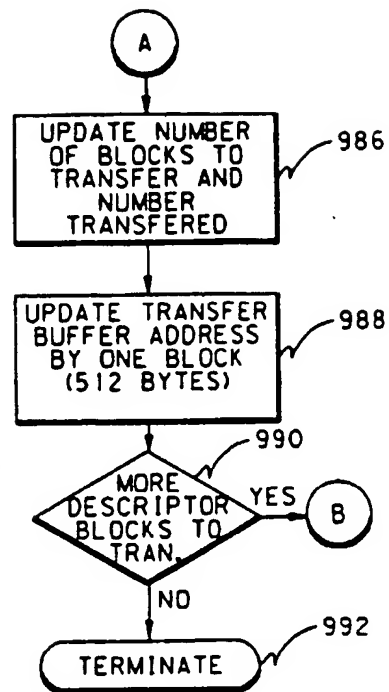 A
UPDATE NUMBER
OF BLOCKS TO
TRANSFER AND
NUMBER
TRANSFERED
986
UPDATE TRANSFER
BUFFER ADDRESS
BY ONE BLOCK
(512 BYTES)
988
990
MORE
DESCRIPTOR
BLOCKS TO
TRAN.
YES
B
NO
992
TERMINATE